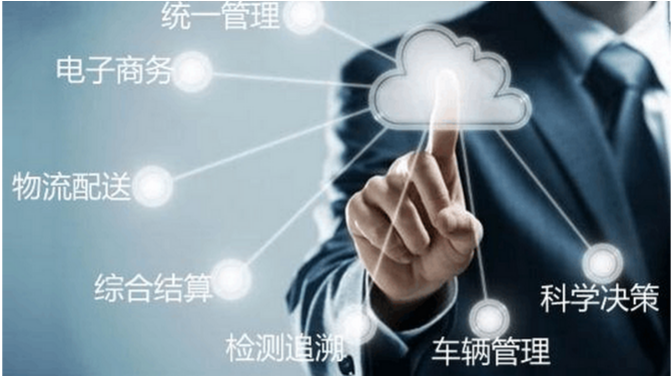 统一管理
电子商务
物流配送
综合结算
检测追溯
车辆管理
科学决策